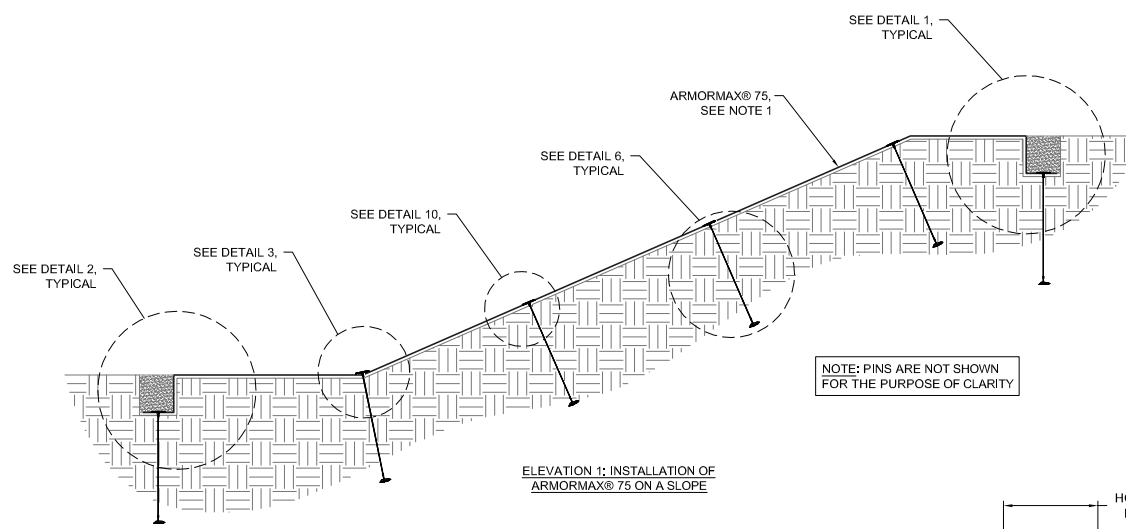 SEE DETAIL 1,
TYPICAL
ARMORMAX® 75,
SEE NOTE 1
SEE DETAIL 6,
TYPICAL
SEE DETAIL 10,
TYPICAL
SEE DETAIL 3,
TYPICAL
SEE DETAIL 2,
TYPICAL
NOTE: PINS ARE NOT SHOWN
FOR THE PURPOSE OF CLARITY
ELEVATION 1: INSTALLATION OF
ARMORMAX® 75 ON A SLOPE